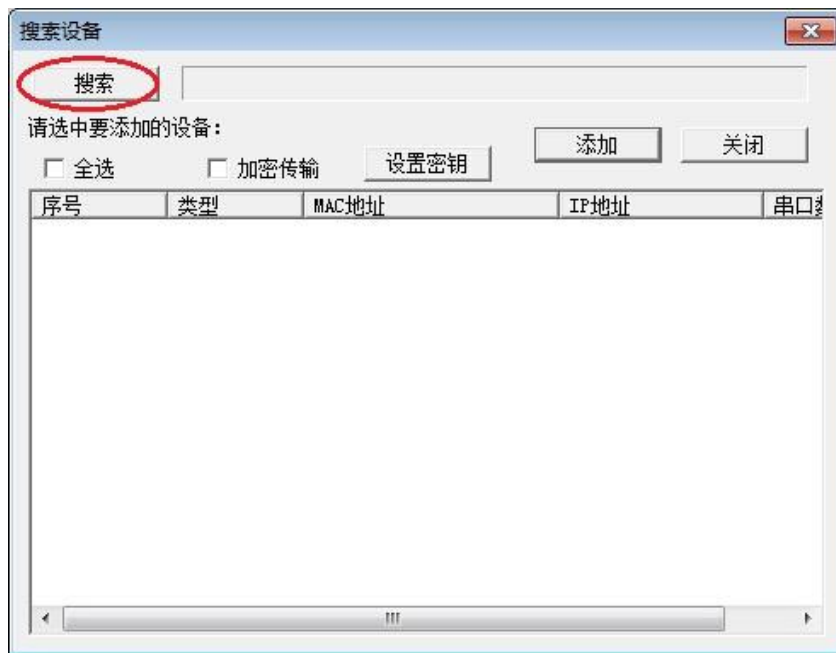 搜索设备
搜索
请选中要添加的设备:
添加 关闭
全选 加密传输 设置密钥
序号 类型 MAC地址 IP地址 串口